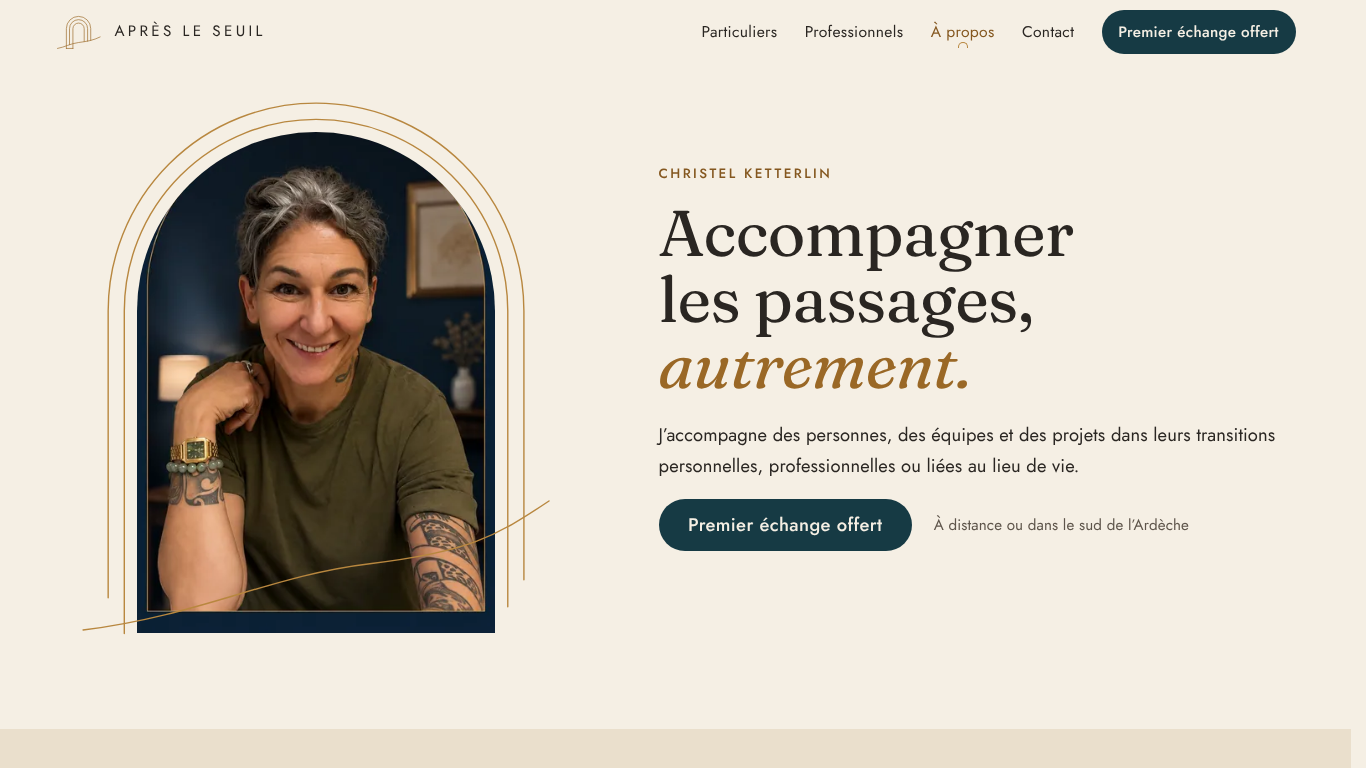 APRÈS LE SEUIL
Particuliers
Professionnels
À propos
Contact
Premier échange offert
CHRISTEL KETTERLIN
Accompagner
les passages,
autrement.
J’accompagne des personnes, des équipes et des projets dans leurs transitions
personnelles, professionnelles ou liées au lieu de vie.
Premier échange offert
À distance ou dans le sud de l’Ardèche